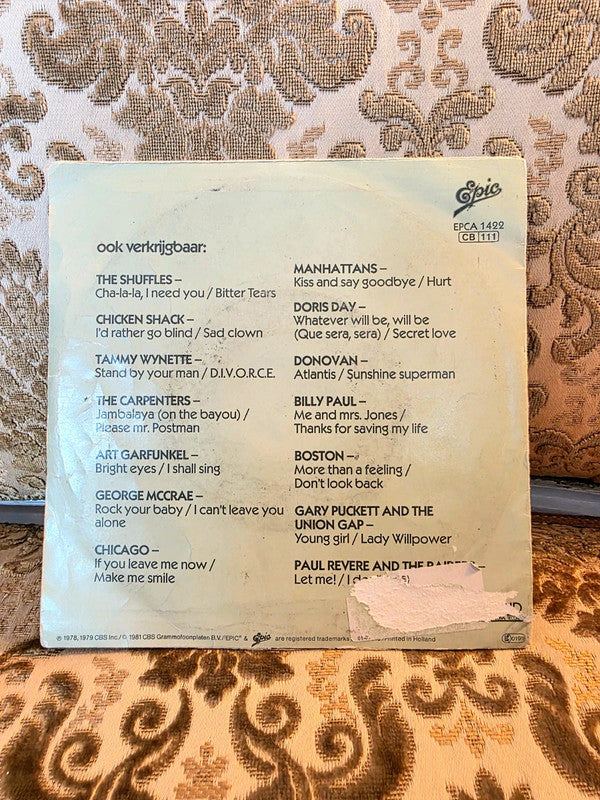 Epic
EPCA 1422
CB 111
ook verkrijgbaar:
THE SHUFFLES –
Cha-la-la, I need you / Bitter Tears
CHICKEN SHACK –
I'd rather go blind / Sad clown
TAMMY WYNETTE –
Stand by your man / D.I.V.O.R.C.E.
THE CARPENTERS –
Jambalaya (on the bayou) /
Please mr. Postman
ART GARFUNKEL –
Bright eyes / I shall sing
GEORGE MCCRAE –
Rock your baby / I can't leave you
alone
CHICAGO –
If you leave me now /
Make me smile
MANHATTANS –
Kiss and say goodbye / Hurt
DORIS DAY –
Whatever will be, will be
(Que sera, sera) / Secret love
DONOVAN –
Atlantis / Sunshine superman
BILLY PAUL –
Me and mrs. Jones /
Thanks for saving my life
BOSTON –
More than a feeling /
Don't look back
GARY PUCKETT AND THE
UNION GAP –
Young girl / Lady Willpower
PAUL REVERE AND THE
Let me! / I
℗ 1978, 1979 CBS Inc./© 1981 CBS Grammofoonplaten B.V./EPIC® & Epic are registered trademarks Printed in Holland